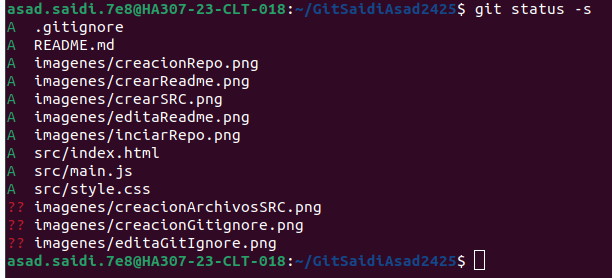 asad.saidi.7e8@HA307-23-CLT-018:~/GitSaidiAsad2425$ git status -s
A  .gitignore
A  README.md
A  imagenes/creacionRepo.png
A  imagenes/crearReadme.png
A  imagenes/crearSRC.png
A  imagenes/editaReadme.png
A  imagenes/inciarRepo.png
A  src/index.html
A  src/main.js
A  src/style.css
?? imagenes/creacionArchivosSRC.png
?? imagenes/creacionGitignore.png
?? imagenes/editaGitIgnore.png
asad.saidi.7e8@HA307-23-CLT-018:~/GitSaidiAsad2425$